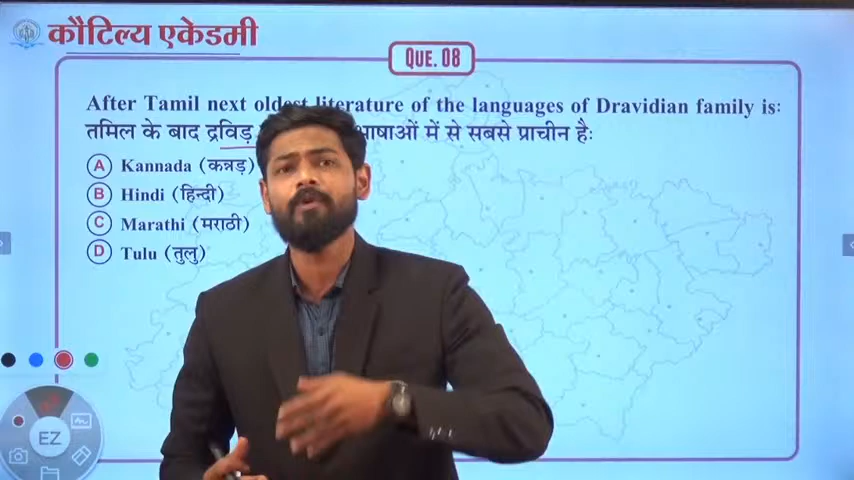 कौटिल्य एकेडमी
QUE. 08
After Tamil next oldest literature of the languages of Dravidian family is:
तमिल के बाद द्रविड़ भाषाओं में से सबसे प्राचीन है:
A Kannada (कन्नड़)
B Hindi (हिन्दी)
C Marathi (मराठी)
D Tulu (तुलु)
EZ